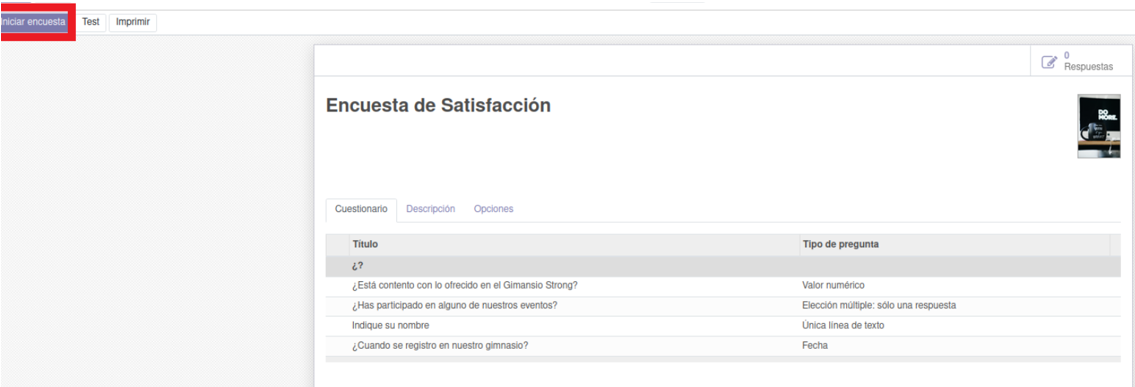 Iniciar encuesta Test Imprimir
0
Respuestas
Encuesta de Satisfacción
DO
MORE.
Cuestionario Descripción Opciones
Título Tipo de pregunta
¿?
¿Está contento con lo ofrecido en el Gimansio Strong? Valor numérico
¿Has participado en alguno de nuestros eventos? Elección múltiple: sólo una respuesta
Indique su nombre Única línea de texto
¿Cuando se registro en nuestro gimnasio? Fecha